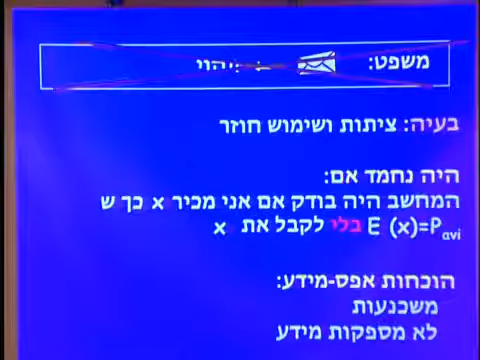 משפט:
בעיה: ציתות ושימוש חוזר
היה נחמד אם:
המחשב היה בודק אם אני מכיר x כך ש
E (x)=Pavi בלי לקבל את x
הוכחות אפס-מידע:
משכנעות
לא מספקות מידע